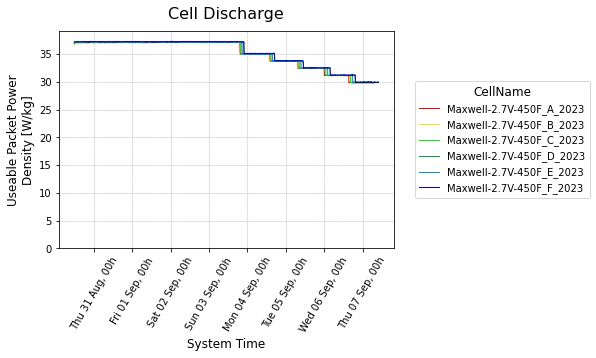 Cell Discharge
Useable Packet Power
Density [W/kg]
35
30
25
20
15
10
5
0
Thu 31 Aug, 00h
Fri 01 Sep, 00h
Sat 02 Sep, 00h
Sun 03 Sep, 00h
Mon 04 Sep, 00h
Tue 05 Sep, 00h
Wed 06 Sep, 00h
Thu 07 Sep, 00h
System Time
CellName
Maxwell-2.7V-450F_A_2023
Maxwell-2.7V-450F_B_2023
Maxwell-2.7V-450F_C_2023
Maxwell-2.7V-450F_D_2023
Maxwell-2.7V-450F_E_2023
Maxwell-2.7V-450F_F_2023